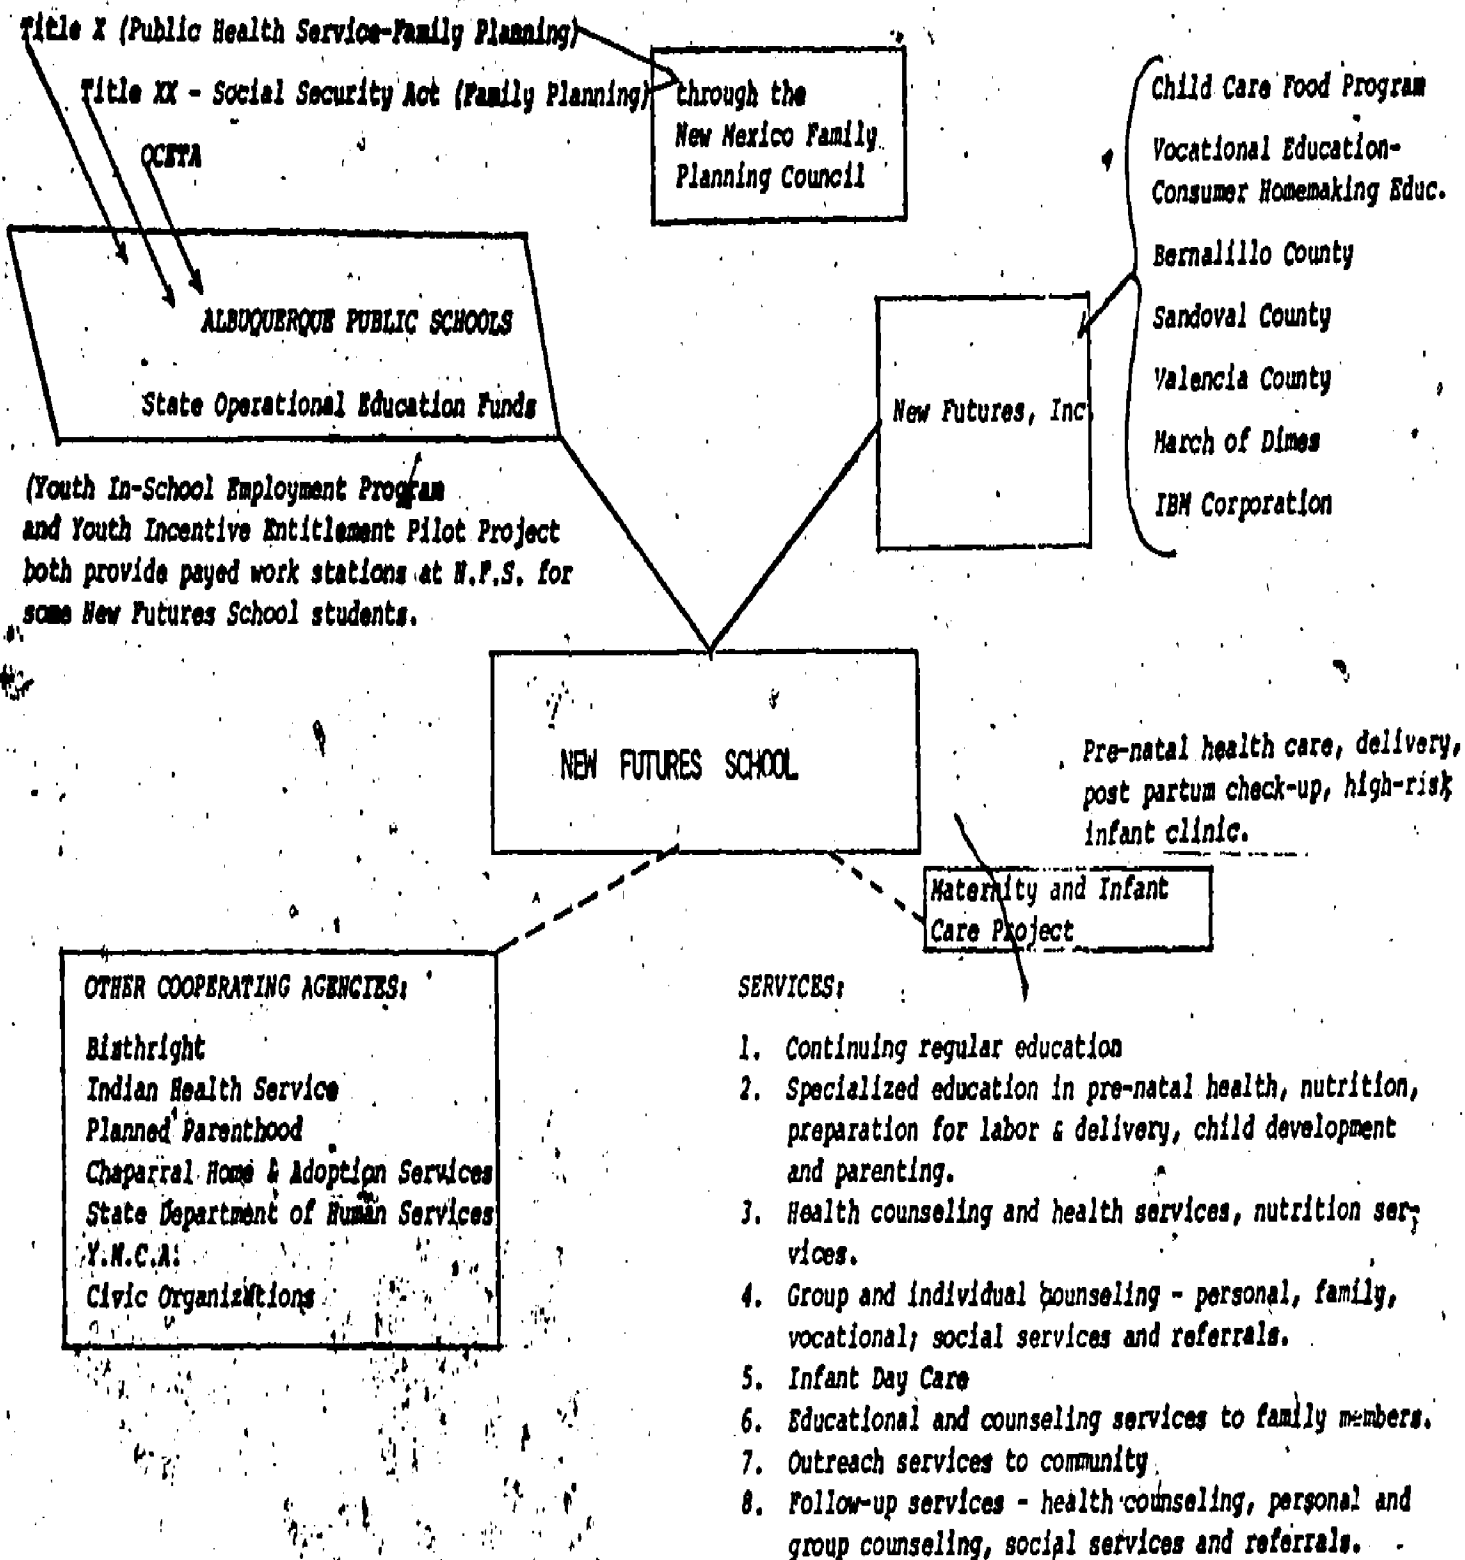 Title X (Public Health Service-Family Planning)
Title XX - Social Security Act (Family Planning)
OCETA
through the
New Mexico Family
Planning Council
Child Care Food Program
Vocational Education-
Consumer Homemaking Educ.
Bernalillo County
Sandoval County
Valencia County
March of Dimes
IBM Corporation
ALBUQUERQUE PUBLIC SCHOOLS
State Operational Education Funds
New Futures, Inc.
(Youth In-School Employment Program
and Youth Incentive Entitlement Pilot Project
both provide payed work stations at N.F.S. for
some New Futures School students.
NEW FUTURES SCHOOL
Pre-natal health care, delivery,
post partum check-up, high-risk
infant clinic.
Maternity and Infant
Care Project
OTHER COOPERATING AGENCIES:
Birthright
Indian Health Service
Planned Parenthood
Chaparral Home & Adoption Services
State Department of Human Services
Civic Organizations
SERVICES:
1. Continuing regular education
2. Specialized education in pre-natal health, nutrition,
preparation for labor & delivery, child development
and parenting.
3. Health counseling and health services, nutrition ser-
vices.
4. Group and individual counseling - personal, family,
vocational; social services and referrals.
5. Infant Day Care
6. Educational and counseling services to family members.
7. Outreach services to community
8. Follow-up services - health counseling, personal and
group counseling, social services and referrals.